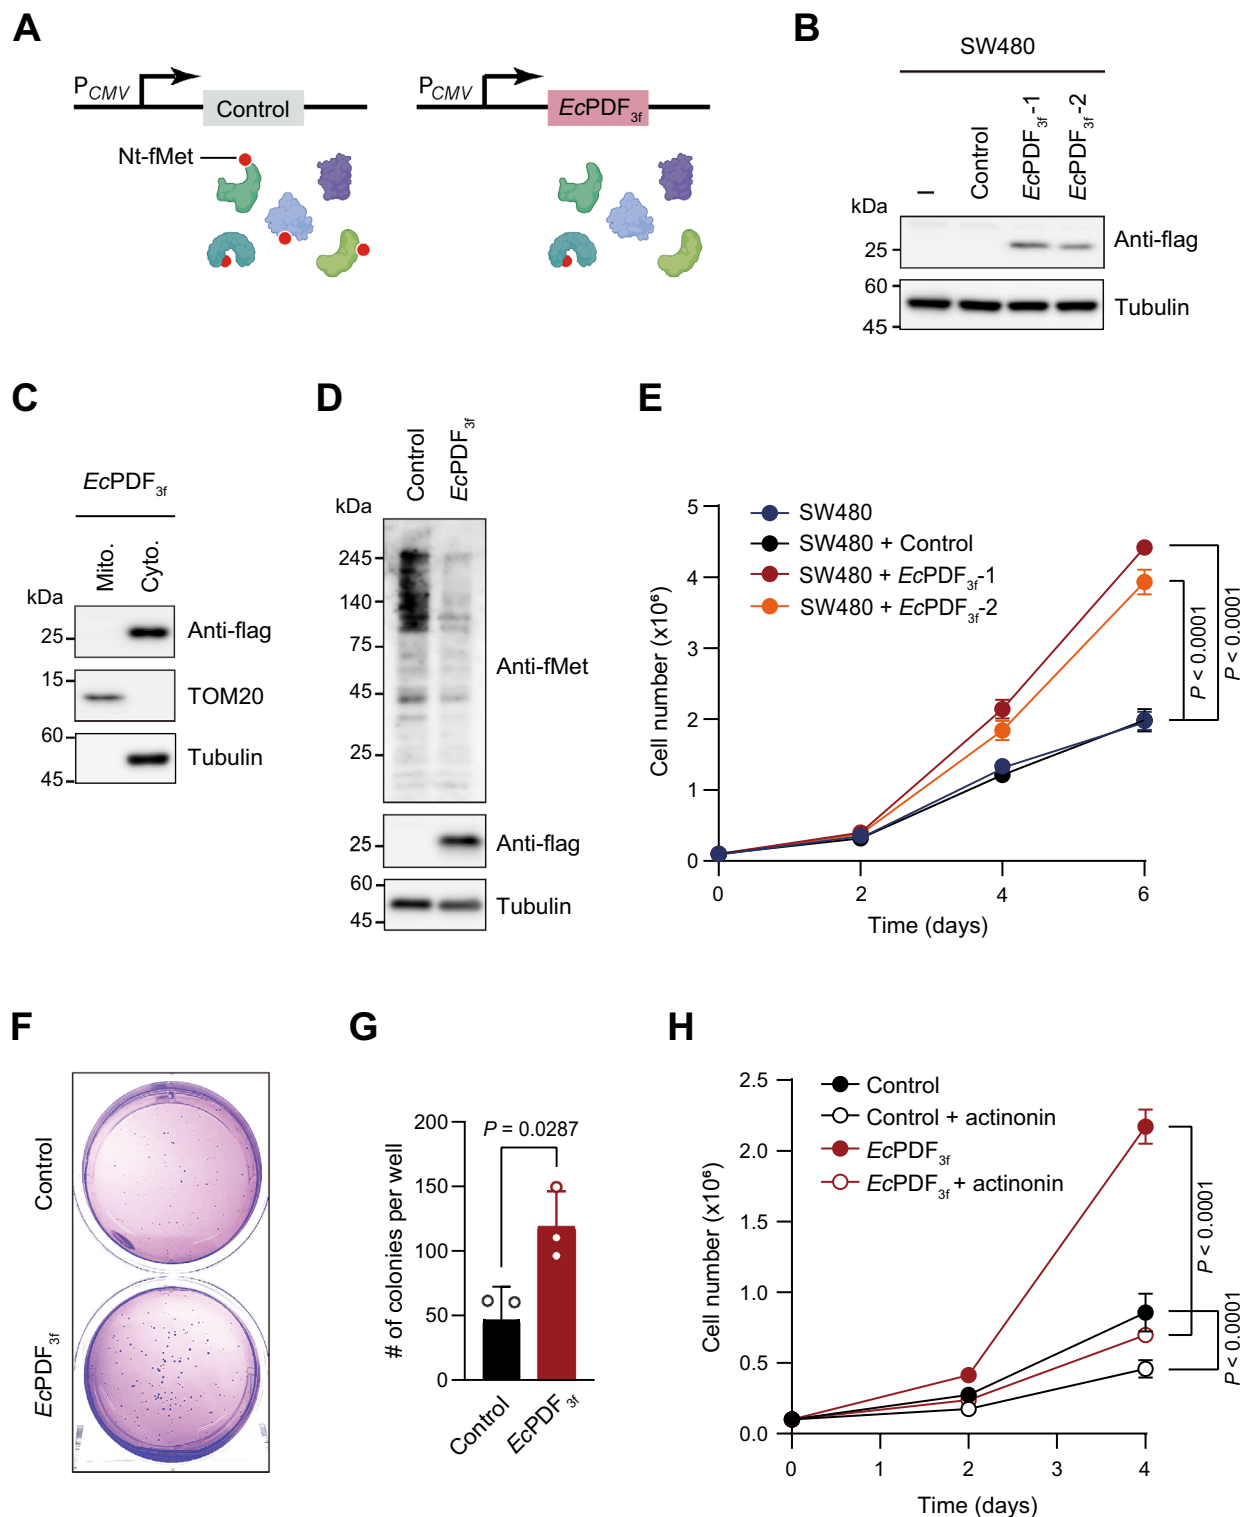 A
P_CMV
Control
P_CMV
EcPDF3f
Nt-fMet
B
SW480
–
Control
EcPDF3f-1
EcPDF3f-2
kDa
25
Anti-flag
60
45
Tubulin
C
EcPDF3f
Mito.
Cyto.
kDa
25
Anti-flag
15
TOM20
60
45
Tubulin
D
Control
EcPDF3f
kDa
245
140
75
45
25
Anti-fMet
25
Anti-flag
60
45
Tubulin
E
SW480
SW480 + Control
SW480 + EcPDF3f-1
SW480 + EcPDF3f-2
Cell number (x10⁶)
5
4
3
2
1
0
0 2 4 6
Time (days)
P < 0.0001
P < 0.0001
F
Control
EcPDF3f
G
# of colonies per well
200
150
100
50
0
P = 0.0287
Control
EcPDF3f
H
Control
Control + actinonin
EcPDF3f
EcPDF3f + actinonin
Cell number (x10⁶)
2.5
2.0
1.5
1.0
0.5
0.0
0 1 2 3 4
Time (days)
P < 0.0001
P < 0.0001